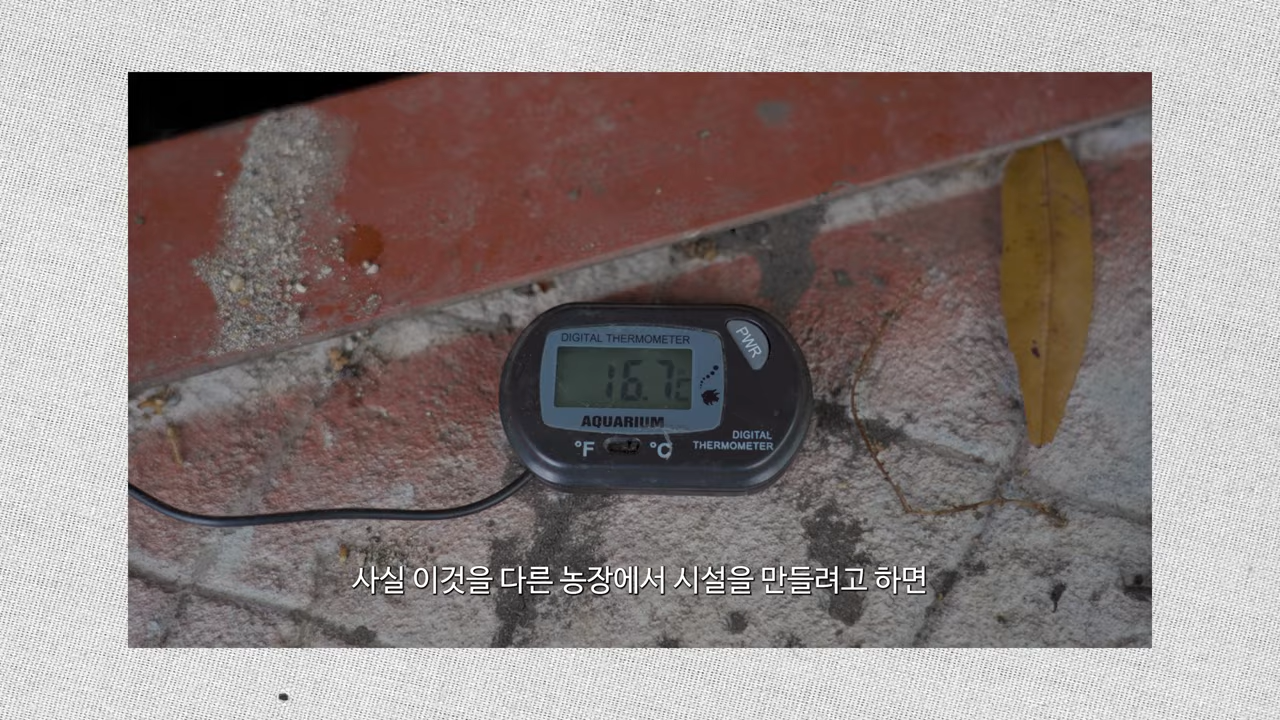 DIGITAL THERMOMETER
PWR
16.7°C
AQUARIUM
°F °C
DIGITAL
THERMOMETER
사실 이것을 다른 농장에서 시설을 만들려고 하면